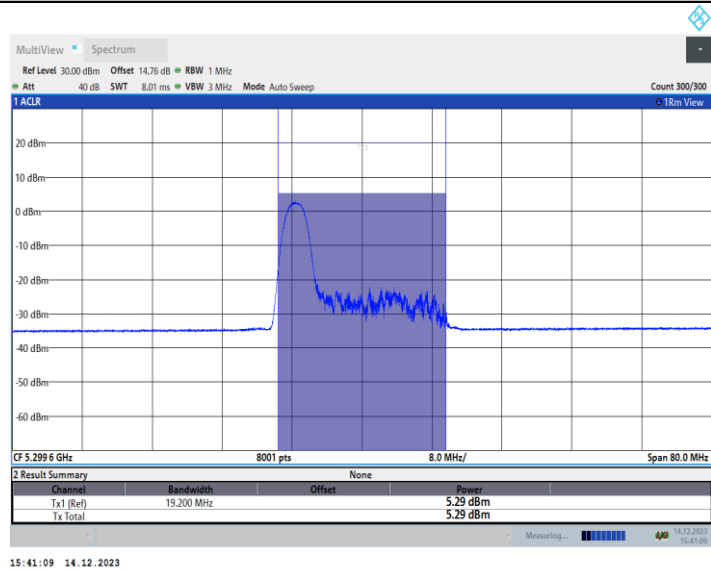 MultiView Spectrum
Ref Level 30.00 dBm Offset 14.76 dB RBW 1 MHz
Att 40 dB SWT 8.01 ms VBW 3 MHz Mode Auto Sweep Count 300/300
1 ACLR 1Rm View
20 dBm
10 dBm
0 dBm
-10 dBm
-20 dBm
-30 dBm
-40 dBm
-50 dBm
-60 dBm
CF 5.2996 GHz 8001 pts 8.0 MHz/ Span 80.0 MHz
2 Result Summary None
Channel Bandwidth Offset Power
Tx1 (Ref) 19.200 MHz 5.29 dBm
Tx Total 5.29 dBm
Measuring... 14.12.2023
15:41:09
15:41:09 14.12.2023